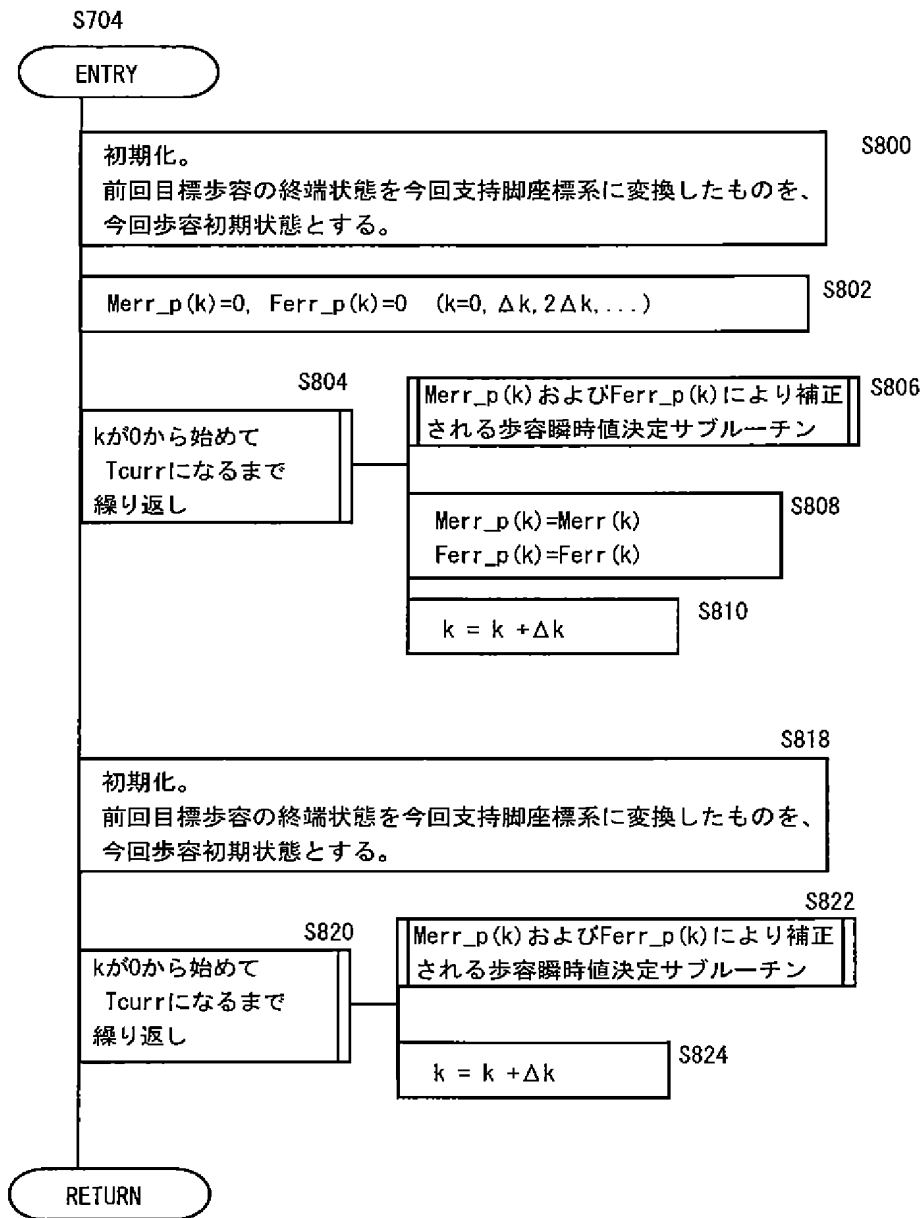 S704
ENTRY
S800
初期化。
前回目標歩容の終端状態を今回支持脚座標系に変換したものを、
今回歩容初期状態とする。
S802
Merr_p(k)=0, Ferr_p(k)=0 (k=0, Δk, 2Δk, ...)
S804
kが0から始めて
Tcurrになるまで
繰り返し
S806
Merr_p(k)およびFerr_p(k)により補正
される歩容瞬時値決定サブルーチン
S808
Merr_p(k)=Merr(k)
Ferr_p(k)=Ferr(k)
S810
k = k +Δk
S818
初期化。
前回目標歩容の終端状態を今回支持脚座標系に変換したものを、
今回歩容初期状態とする。
S820
kが0から始めて
Tcurrになるまで
繰り返し
S822
Merr_p(k)およびFerr_p(k)により補正
される歩容瞬時値決定サブルーチン
S824
k = k +Δk
RETURN